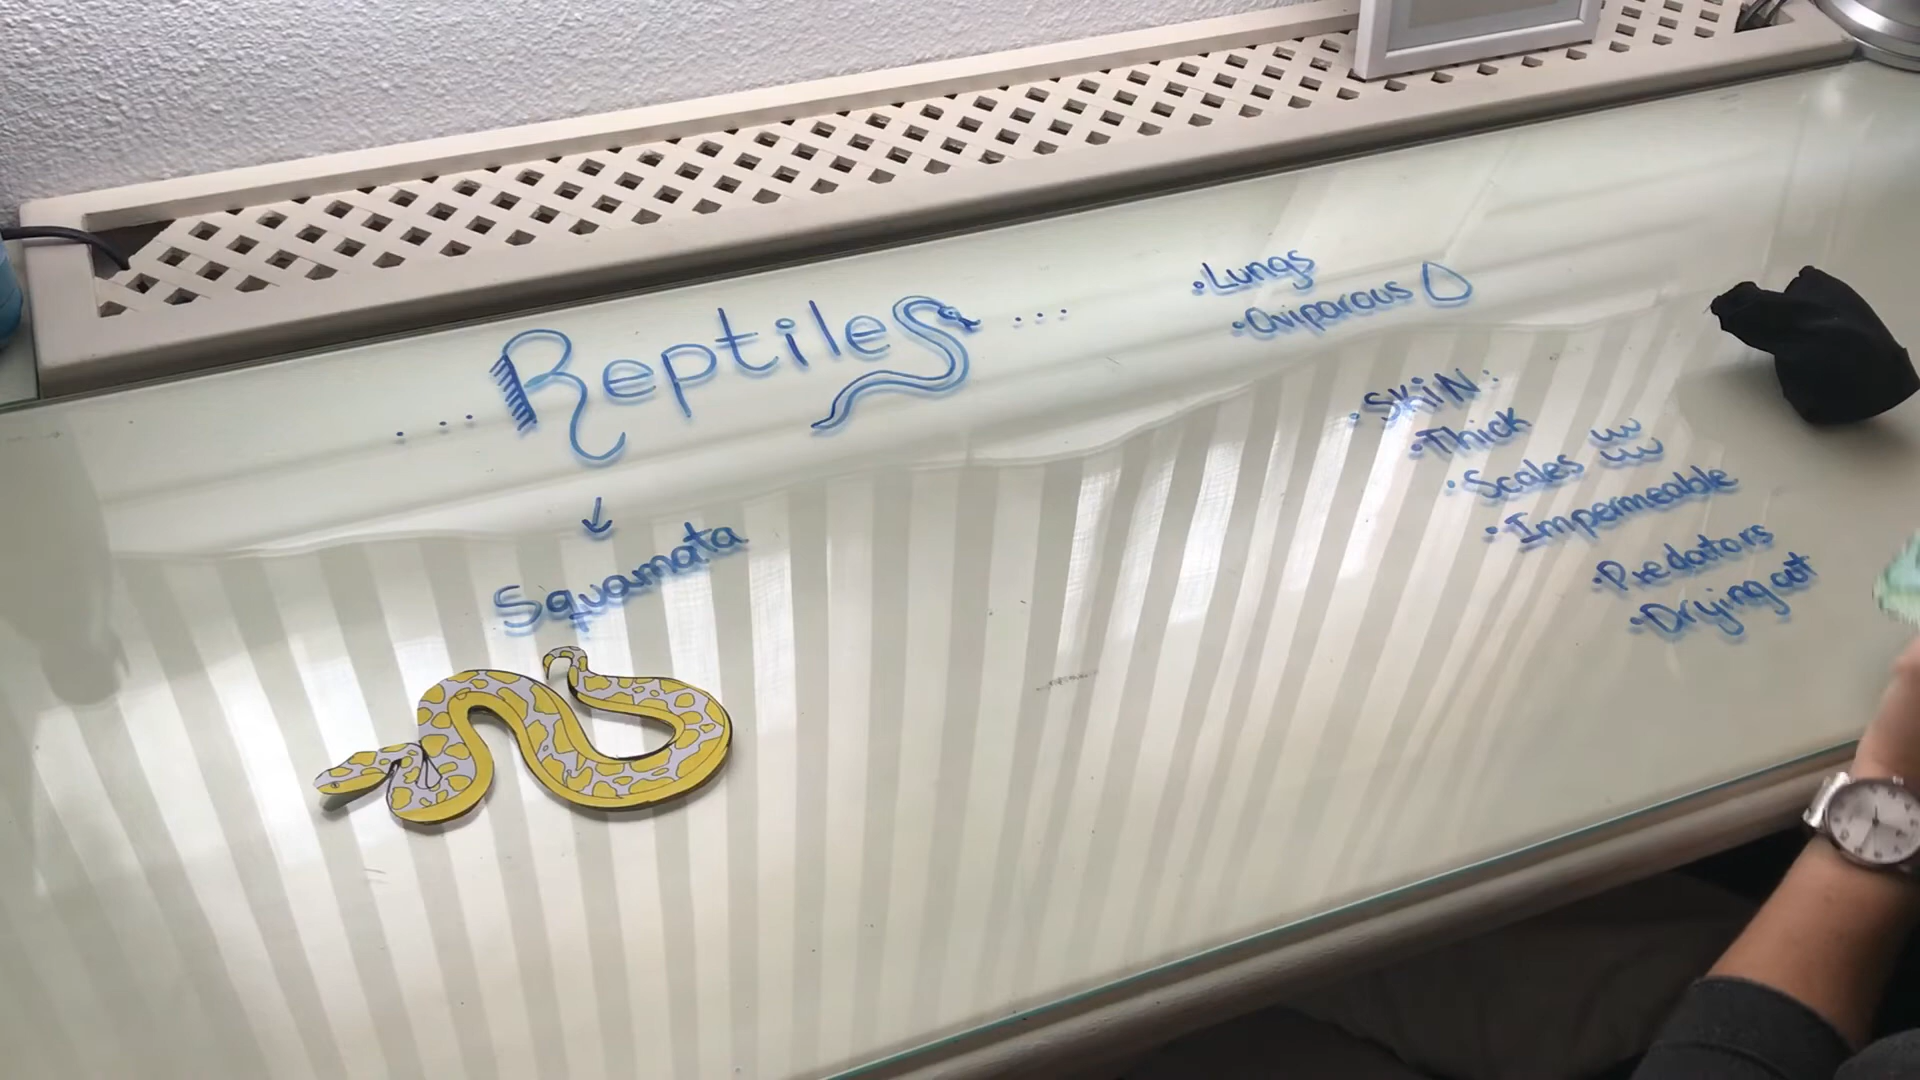 ... Reptiles ...
Squamata
• Lungs
• Oviparous
• SKiN:
• Thick
• Scales
• Impermeable
• Predators
• Drying out